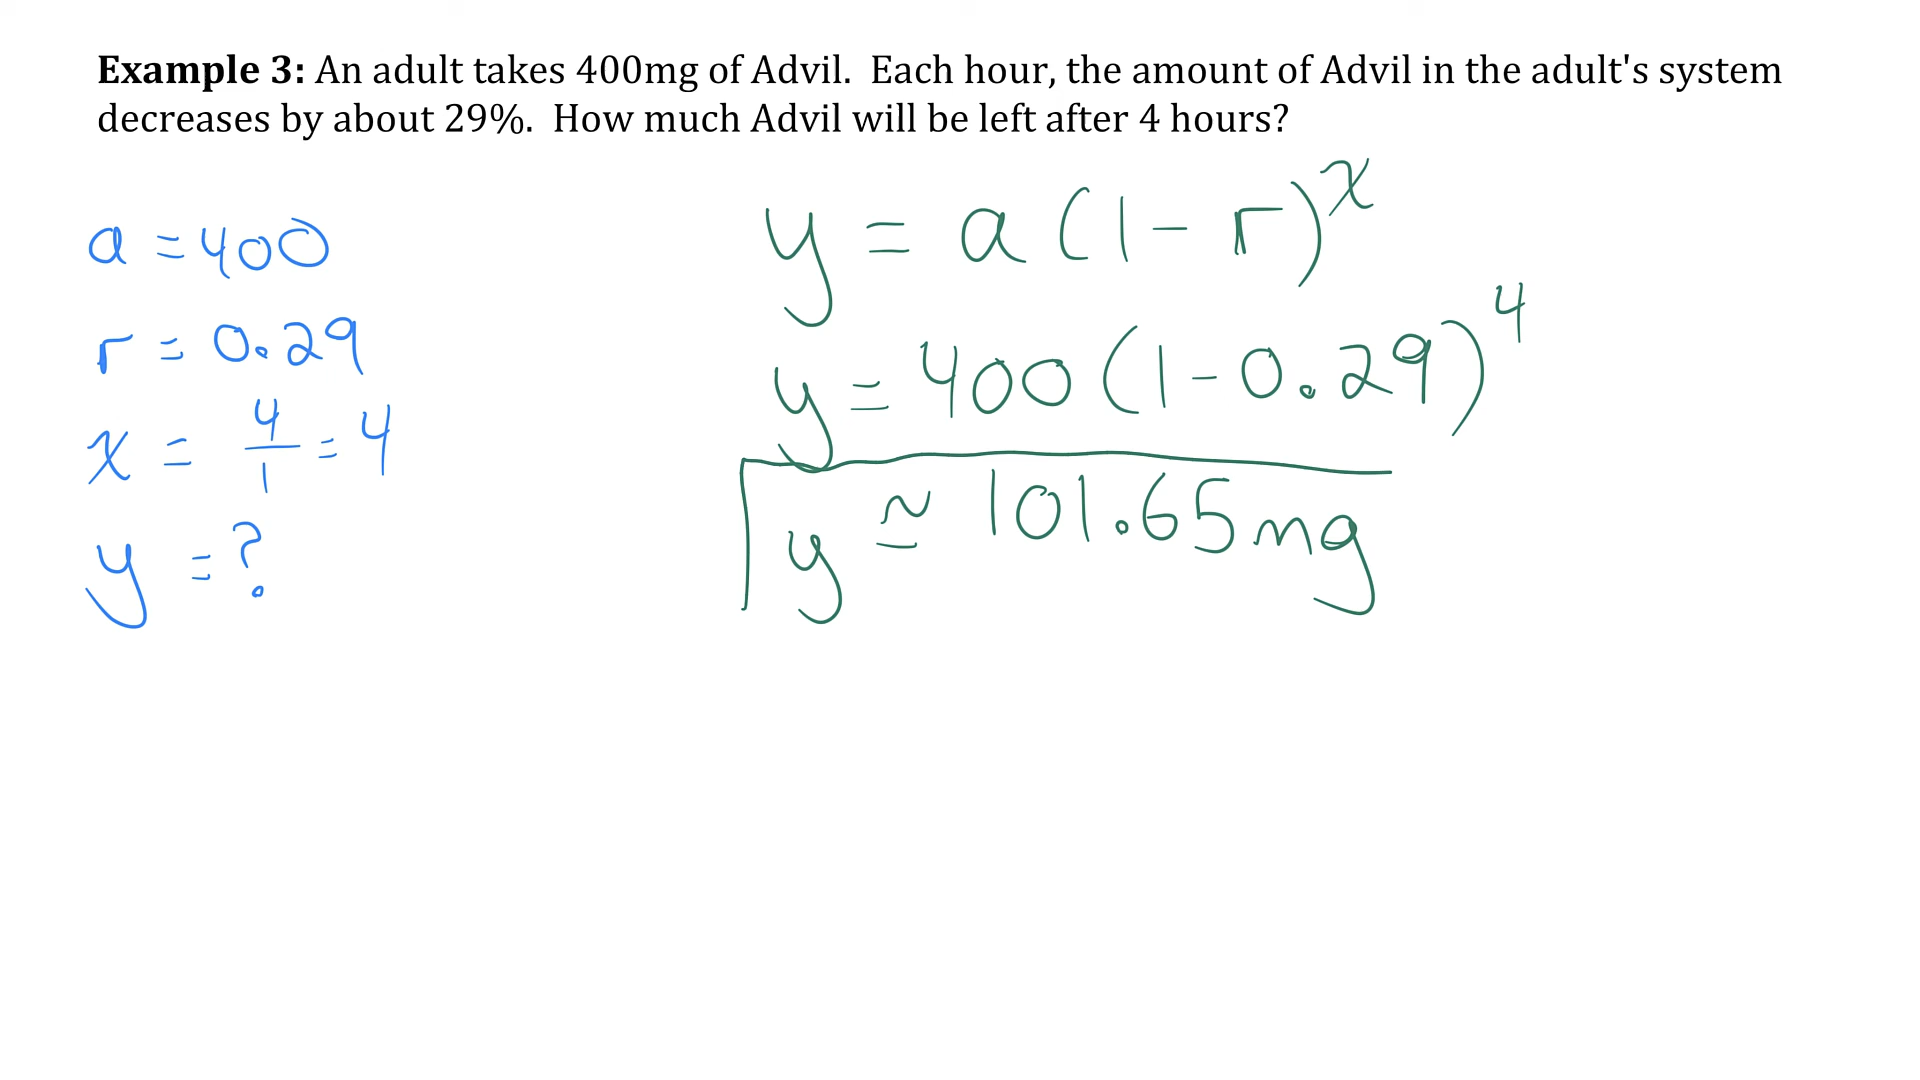 Example 3: An adult takes 400mg of Advil. Each hour, the amount of Advil in the adult's system
decreases by about 29%. How much Advil will be left after 4 hours?
a = 400
r = 0.29
x = 4/1 = 4
y = ?
y = a(1 - r)^x
y = 400(1 - 0.29)^4
y ≃ 101.65mg